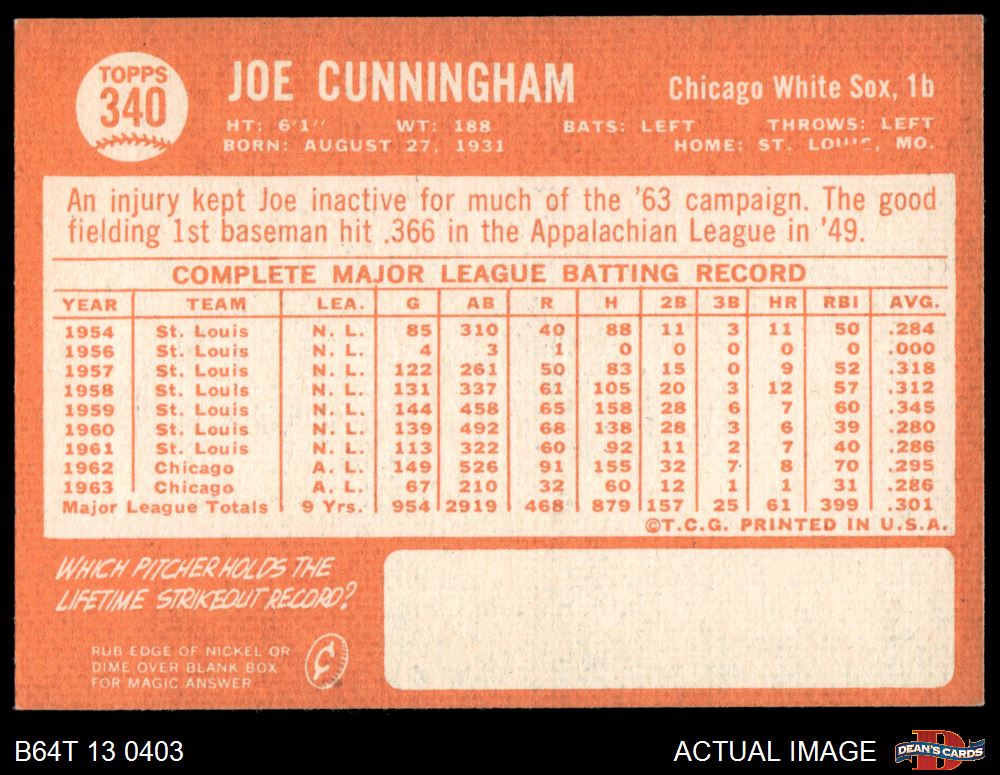 TOPPS
340
JOE CUNNINGHAM
Chicago White Sox, 1b
HT: 6'1" WT: 188 BATS: LEFT THROWS: LEFT
BORN: AUGUST 27, 1931 HOME: ST. LOUIS, MO.
An injury kept Joe inactive for much of the '63 campaign. The good
fielding 1st baseman hit .366 in the Appalachian League in '49.
COMPLETE MAJOR LEAGUE BATTING RECORD
YEAR TEAM LEA. G AB R H 2B 3B HR RBI AVG.
1954 St. Louis N. L. 85 310 40 88 11 3 11 50 .284
1956 St. Louis N. L. 4 3 1 0 0 0 0 0 .000
1957 St. Louis N. L. 122 261 50 83 15 0 9 52 .318
1958 St. Louis N. L. 131 337 61 105 20 3 12 57 .312
1959 St. Louis N. L. 144 458 65 158 28 6 7 60 .345
1960 St. Louis N. L. 139 492 68 138 28 3 6 39 .280
1961 St. Louis N. L. 113 322 60 92 11 2 7 40 .286
1962 Chicago A. L. 149 526 91 155 32 7 8 70 .295
1963 Chicago A. L. 67 210 32 60 12 1 1 31 .286
Major League Totals 9 Yrs. 954 2919 468 879 157 25 61 399 .301
©T.C.G. PRINTED IN U.S.A.
WHICH PITCHER HOLDS THE
LIFETIME STRIKEOUT RECORD?
RUB EDGE OF NICKEL OR
DIME OVER BLANK BOX
FOR MAGIC ANSWER
¢
B64T 13 0403
ACTUAL IMAGE
DEAN'S CARDS